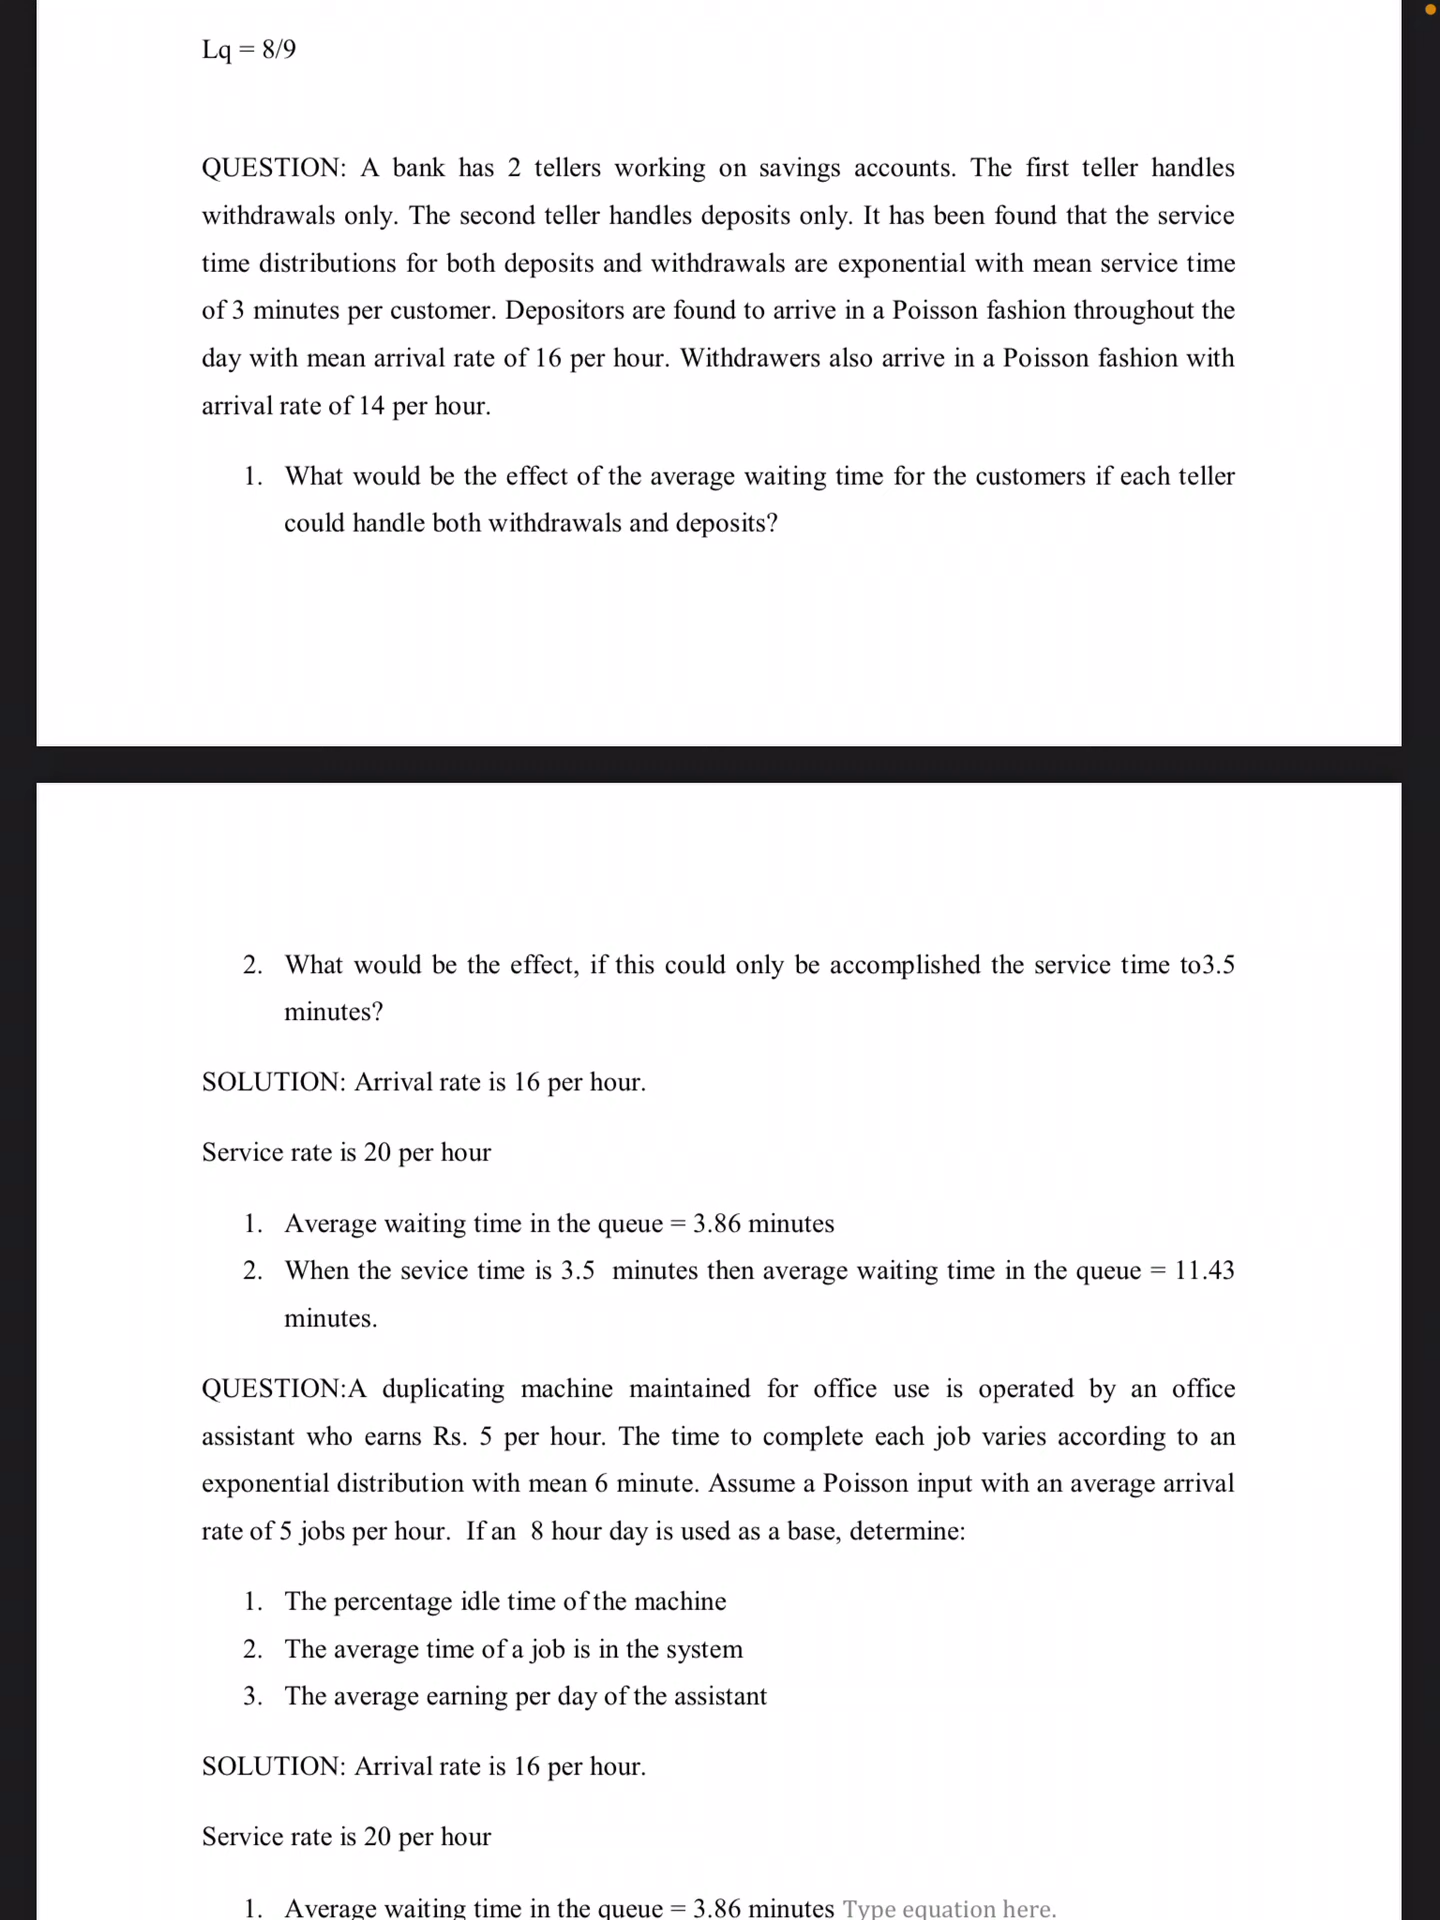 Lq = 8/9
QUESTION: A bank has 2 tellers working on savings accounts. The first teller handles
withdrawals only. The second teller handles deposits only. It has been found that the service
time distributions for both deposits and withdrawals are exponential with mean service time
of 3 minutes per customer. Depositors are found to arrive in a Poisson fashion throughout the
day with mean arrival rate of 16 per hour. Withdrawers also arrive in a Poisson fashion with
arrival rate of 14 per hour.
1. What would be the effect of the average waiting time for the customers if each teller
could handle both withdrawals and deposits?
2. What would be the effect, if this could only be accomplished the service time to3.5
minutes?
SOLUTION: Arrival rate is 16 per hour.
Service rate is 20 per hour
1. Average waiting time in the queue = 3.86 minutes
2. When the sevice time is 3.5 minutes then average waiting time in the queue = 11.43
minutes.
QUESTION:A duplicating machine maintained for office use is operated by an office
assistant who earns Rs. 5 per hour. The time to complete each job varies according to an
exponential distribution with mean 6 minute. Assume a Poisson input with an average arrival
rate of 5 jobs per hour. If an 8 hour day is used as a base, determine:
1. The percentage idle time of the machine
2. The average time of a job is in the system
3. The average earning per day of the assistant
SOLUTION: Arrival rate is 16 per hour.
Service rate is 20 per hour
1. Average waiting time in the queue = 3.86 minutes Type equation here.